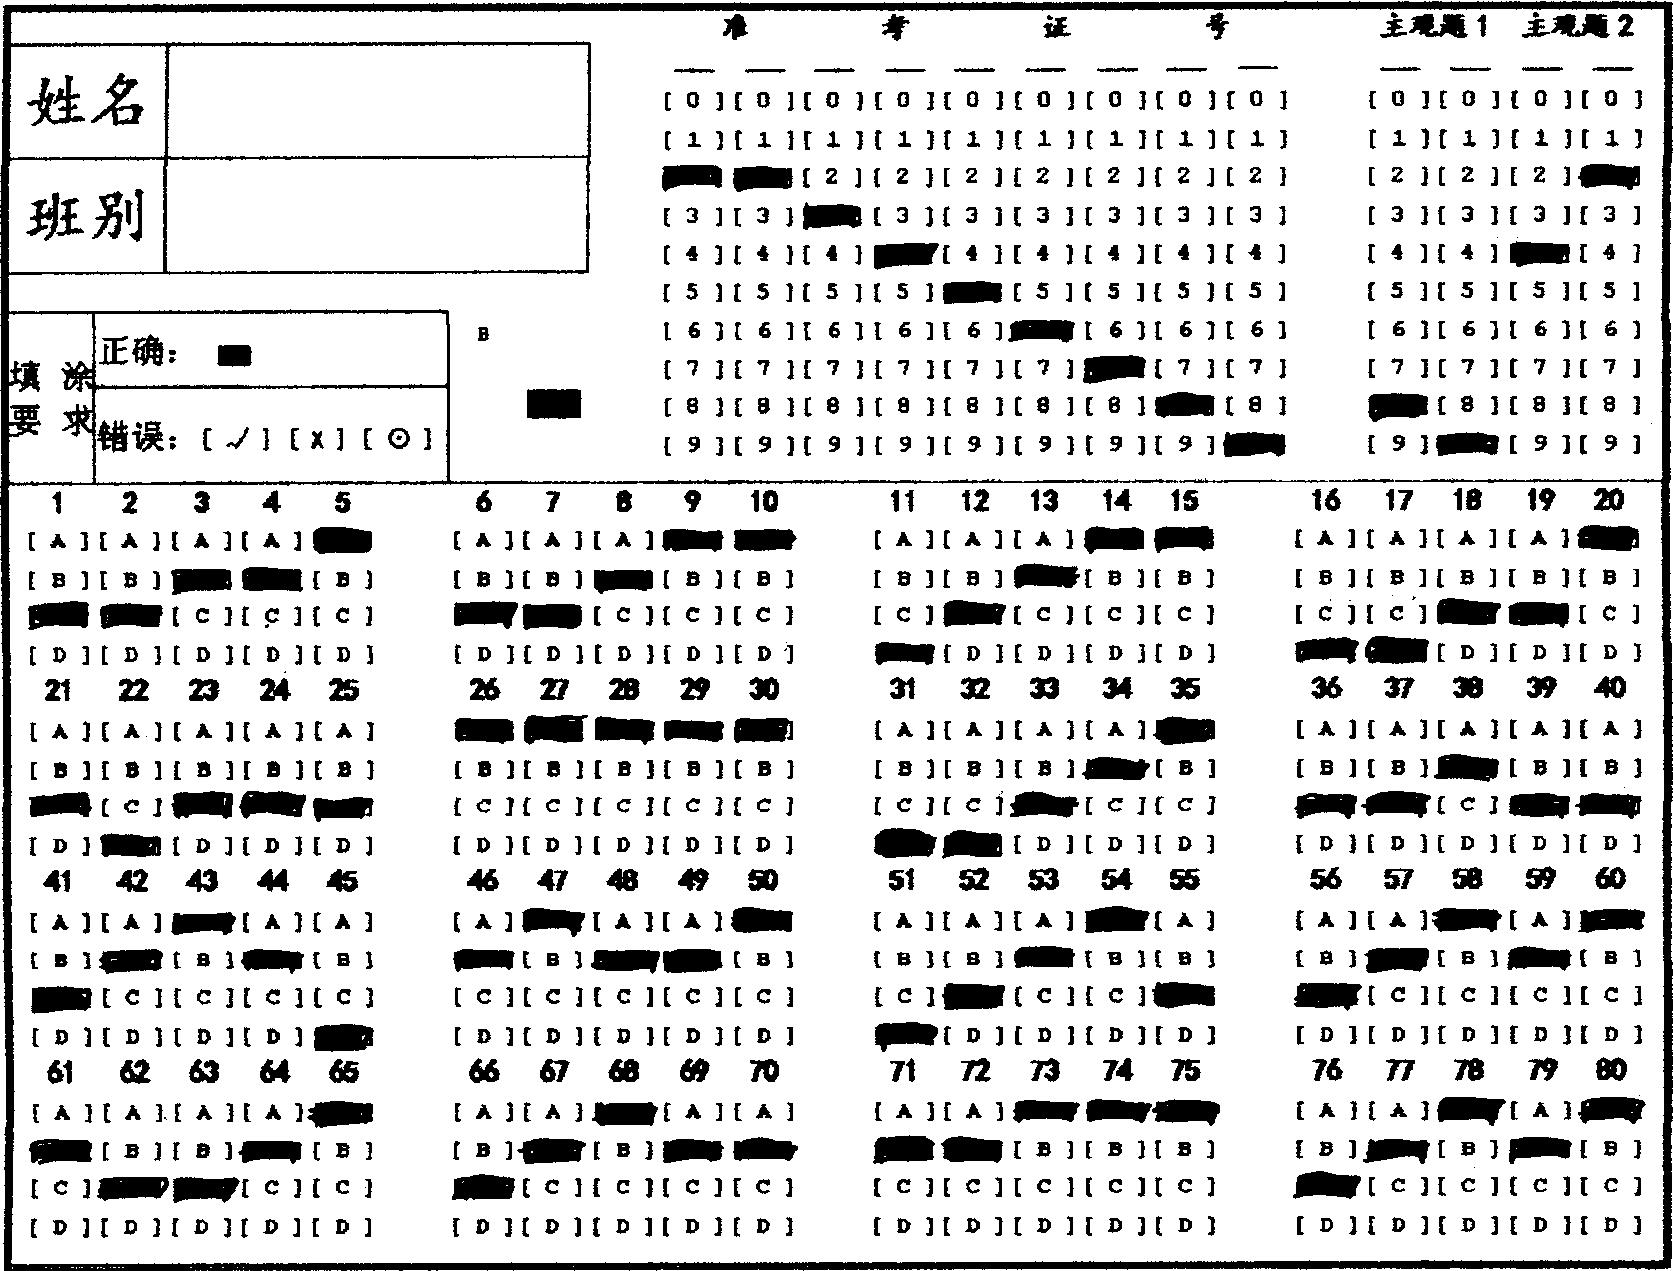 准 考 证 号 主观题1 主观题2
姓名
班别
[0][0][0][0][0][0][0][0][0] [0][0][0][0]
[1][1][1][1][1][1][1][1][1] [1][1][1][1]
[2][2][2][2][2][2][2] [2][2][2]
[3][3] [3][3][3][3][3][3] [3][3][3][3]
[4][4][4] [4][4][4][4][4] [4][4] [4]
[5][5][5][5] [5][5][5][5] [5][5][5][5]
[6][6][6][6][6] [6][6][6] [6][6][6][6]
[7][7][7][7][7][7] [7][7] [7][7][7][7]
[8][8][8][8][8][8][8] [8] [8][8][8]
[9][9][9][9][9][9][9][9] [9] [9][9]
填涂要求
正确:
错误: [✓] [x] [⊙]
B
1 2 3 4 5 6 7 8 9 10 11 12 13 14 15 16 17 18 19 20
[A][A][A][A] [A][A][A] [A][A][A] [A][A][A][A]
[B][B] [B] [B][B] [B][B] [B][B] [B][B] [B][B][B][B][B]
[C][C][C] [C][C][C] [C] [C][C][C] [C][C] [C]
[D][D][D][D][D] [D][D][D][D][D] [D][D][D][D] [D][D][D]
21 22 23 24 25 26 27 28 29 30 31 32 33 34 35 36 37 38 39 40
[A][A][A][A][A] [A][A][A][A] [A][A][A][A][A]
[B][B][B][B][B] [B][B][B][B][B] [B][B][B] [B] [B][B] [B][B]
[C] [C][C][C][C][C] [C][C] [C][C] [C]
[D] [D][D][D] [D][D][D][D][D] [D][D][D] [D][D][D][D][D]
41 42 43 44 45 46 47 48 49 50 51 52 53 54 55 56 57 58 59 60
[A][A] [A][A] [A] [A][A] [A][A][A] [A] [A][A] [A]
[B] [B] [B] [B] [B] [B][B] [B][B] [B] [B] [B]
[C][C][C][C] [C][C][C][C][C] [C] [C][C] [C][C][C][C]
[D][D][D][D] [D][D][D][D][D] [D][D][D][D] [D][D][D][D][D]
61 62 63 64 65 66 67 68 69 70 71 72 73 74 75 76 77 78 79 80
[A][A][A][A] [A][A] [A][A] [A][A] [A][A] [A]
[B][B] [B] [B] [B] [B][B][B] [B] [B] [B]
[C] [C][C] [C][C][C][C] [C][C][C][C][C] [C][C][C][C]
[D][D][D][D][D] [D][D][D][D][D] [D][D][D][D][D] [D][D][D][D][D]